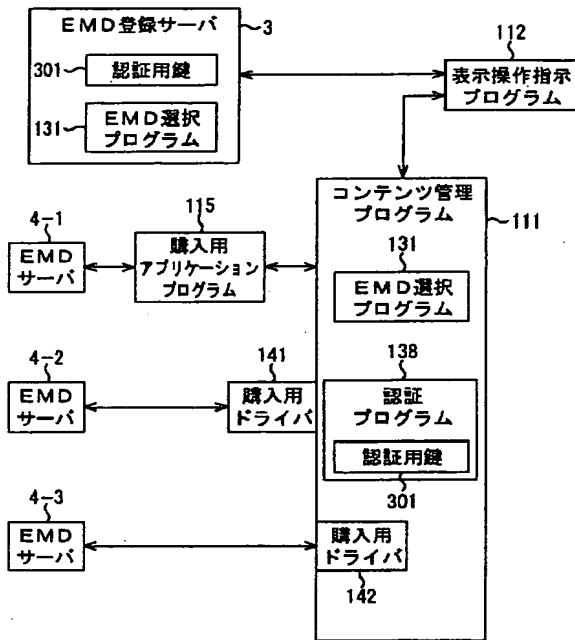 EMD登録サーバ
3
301
認証用鍵
131
EMD選択
プログラム
112
表示操作指示
プログラム
コンテンツ管理
プログラム
111
4-1
EMD
サーバ
115
購入用
アプリケーション
プログラム
131
EMD選択
プログラム
4-2
EMD
サーバ
141
購入用
ドライバ
138
認証
プログラム
認証用鍵
301
4-3
EMD
サーバ
購入用
ドライバ
142